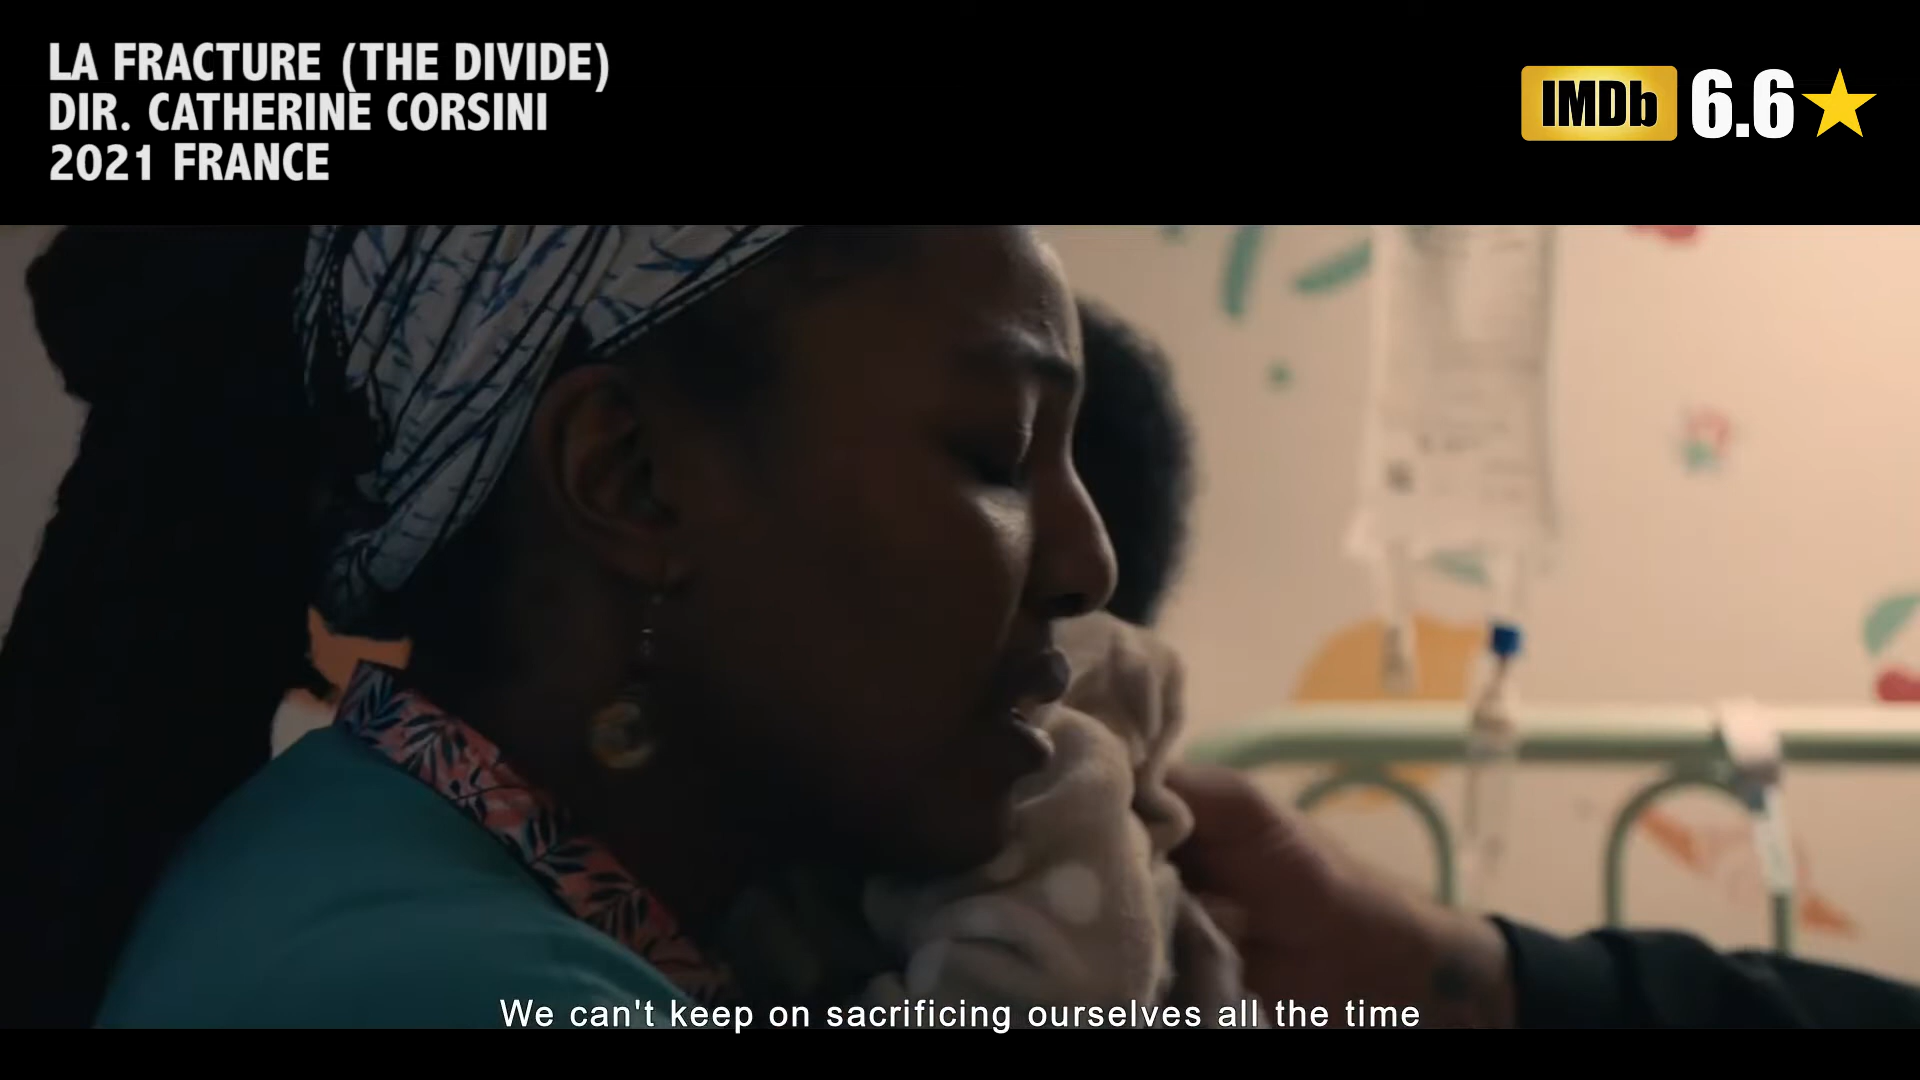 LA FRACTURE (THE DIVIDE)
DIR. CATHERINE CORSINI
2021 FRANCE
IMDb 6.6
We can't keep on sacrificing ourselves all the time